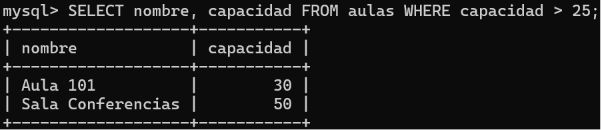 mysql> SELECT nombre, capacidad FROM aulas WHERE capacidad > 25;
+-------------------+-----------+
| nombre            | capacidad |
+-------------------+-----------+
| Aula 101          |        30 |
| Sala Conferencias |        50 |
+-------------------+-----------+